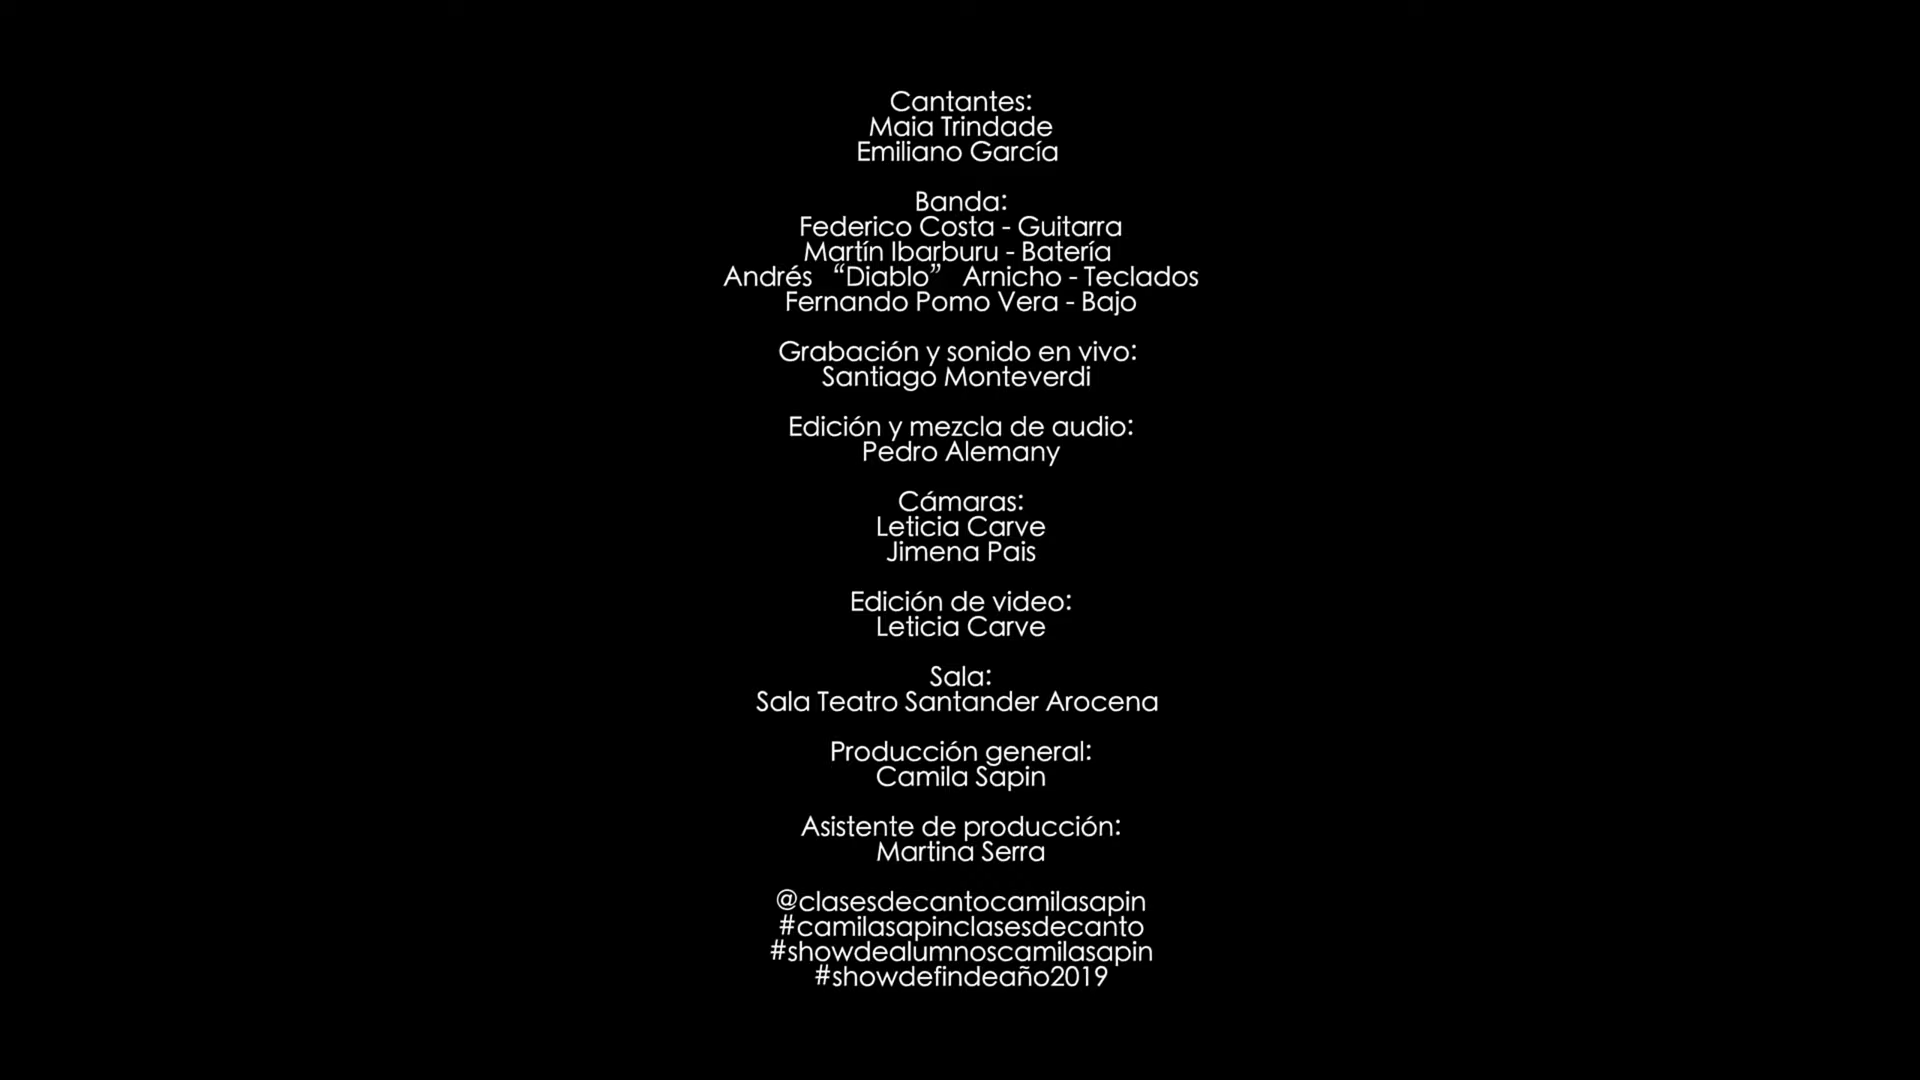 Cantantes:
Maia Trindade
Emiliano García
Banda:
Federico Costa - Guitarra
Martín Ibarburu - Batería
Andrés “Diablo” Arnicho - Teclados
Fernando Pomo Vera - Bajo
Grabación y sonido en vivo:
Santiago Monteverdi
Edición y mezcla de audio:
Pedro Alemany
Cámaras:
Leticia Carve
Jimena Pais
Edición de video:
Leticia Carve
Sala:
Sala Teatro Santander Arocena
Producción general:
Camila Sapin
Asistente de producción:
Martina Serra
@clasesdecantocamilasapin
#camilasapinclasesdecanto
#showdealumnoscamilasapin
#showdefindeaño2019